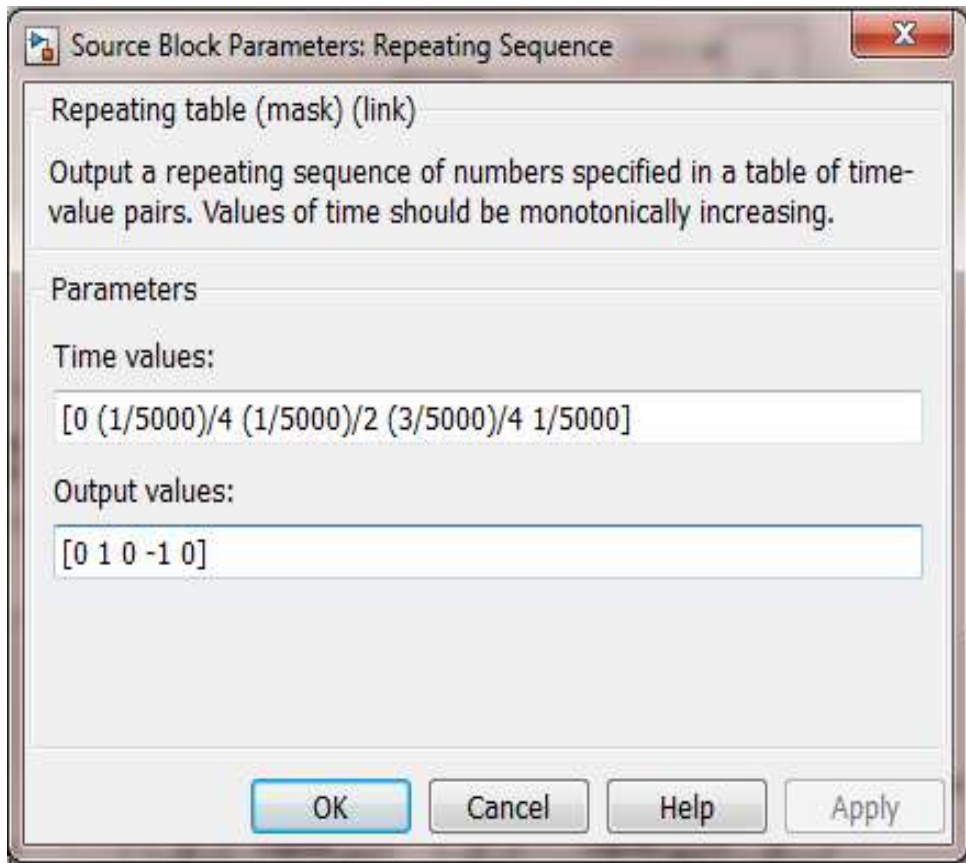 Source Block Parameters: Repeating Sequence
Repeating table (mask) (link)
Output a repeating sequence of numbers specified in a table of time-
value pairs. Values of time should be monotonically increasing.
Parameters
Time values:
[0 (1/5000)/4 (1/5000)/2 (3/5000)/4 1/5000]
Output values:
[0 1 0 -1 0]
OK Cancel Help Apply